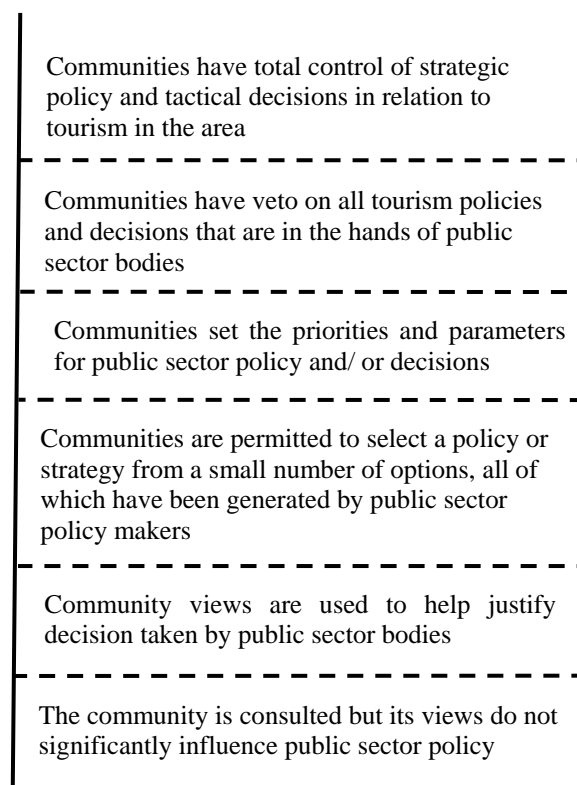 Communities have total control of strategic
policy and tactical decisions in relation to
tourism in the area
Communities have veto on all tourism policies
and decisions that are in the hands of public
sector bodies
Communities set the priorities and parameters
for public sector policy and/ or decisions
Communities are permitted to select a policy or
strategy from a small number of options, all of
which have been generated by public sector
policy makers
Community views are used to help justify
decision taken by public sector bodies
The community is consulted but its views do not
significantly influence public sector policy